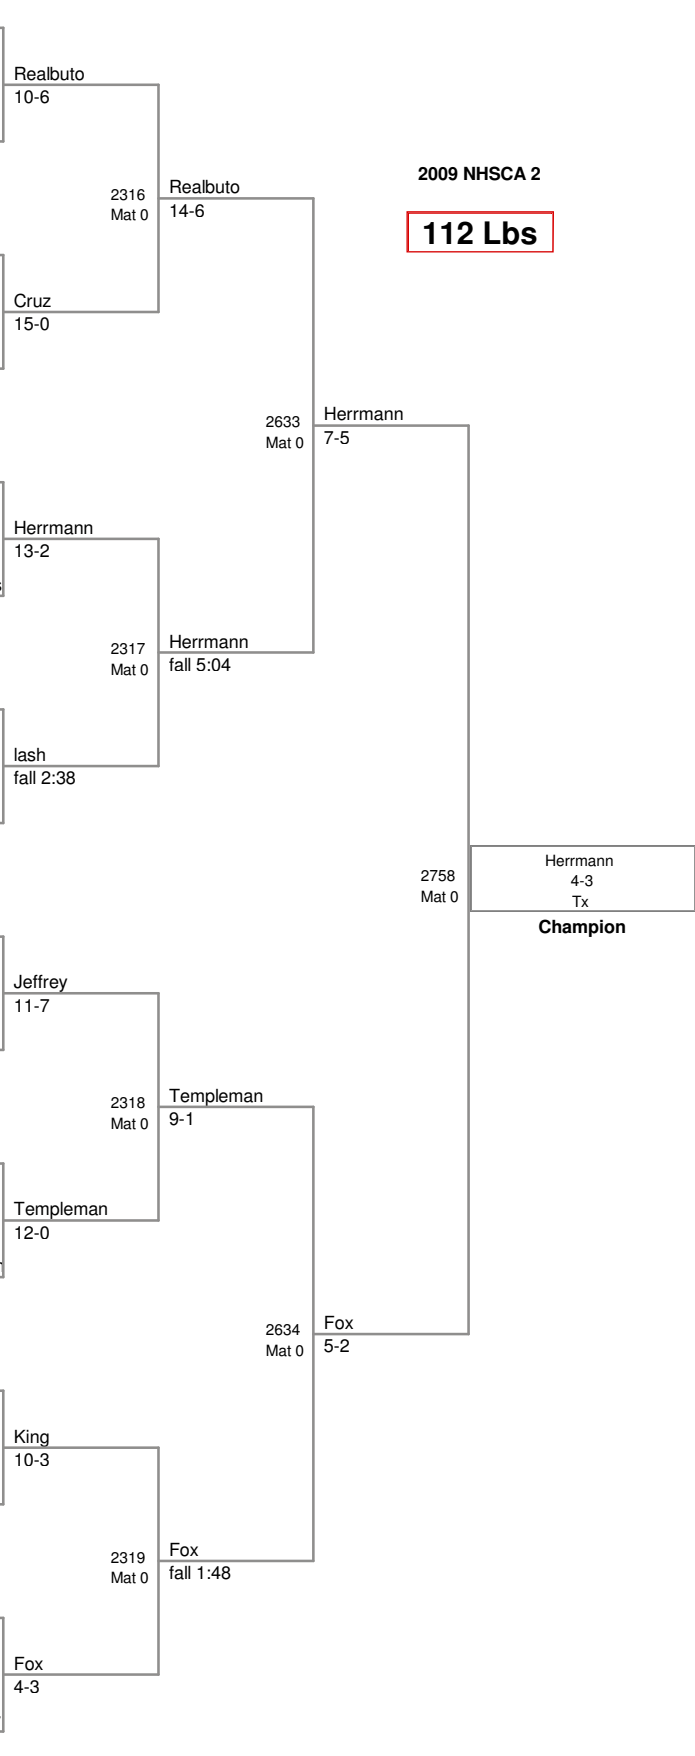 Realbuto
10-6
2009 NHSCA 2
2316
Mat 0
Realbuto
14-6
112 Lbs
Cruz
15-0
2633
Mat 0
Herrmann
7-5
Herrmann
13-2
2317
Mat 0
Herrmann
fall 5:04
lash
fall 2:38
2758
Mat 0
Herrmann
4-3
Tx
Champion
Jeffrey
11-7
2318
Mat 0
Templeman
9-1
Templeman
12-0
2634
Mat 0
Fox
5-2
King
10-3
2319
Mat 0
Fox
fall 1:48
Fox
4-3